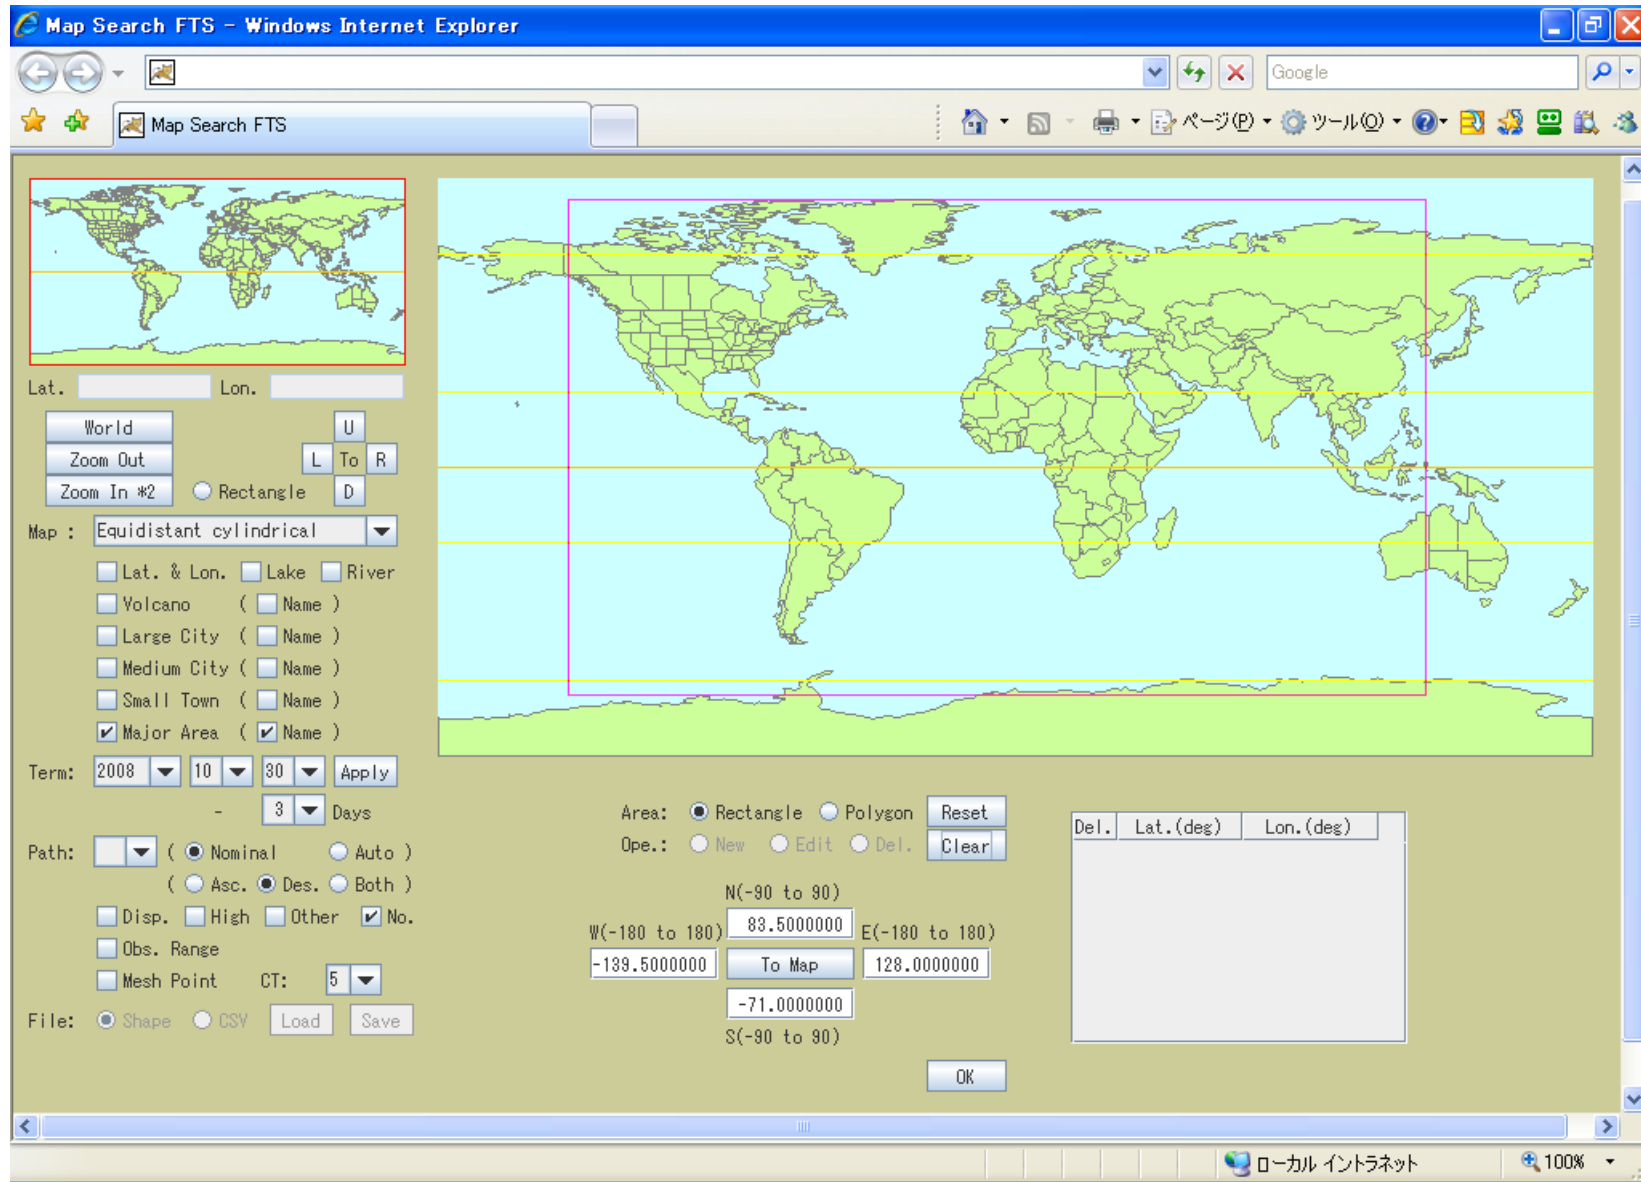 Map Search FTS - Windows Internet Explorer
Google
Map Search FTS
ページ(P) ツール(O)
Lat. Lon.
World U
Zoom Out L To R
Zoom In *2 Rectangle D
Map : Equidistant cylindrical
Lat. & Lon. Lake River
Volcano ( Name )
Large City ( Name )
Medium City ( Name )
Small Town ( Name )
Major Area ( Name )
Term: 2008 10 30 Apply
- 3 Days
Path: ( Nominal Auto )
( Asc. Des. Both )
Disp. High Other No.
Obs. Range
Mesh Point CT: 5
File: Shape CSV Load Save
Area: Rectangle Polygon Reset
Ope.: New Edit Del. Clear
N(-90 to 90)
83.5000000
W(-180 to 180) E(-180 to 180)
-139.5000000 To Map 128.0000000
-71.0000000
S(-90 to 90)
OK
Del. Lat.(deg) Lon.(deg)
ローカル イントラネット 100%